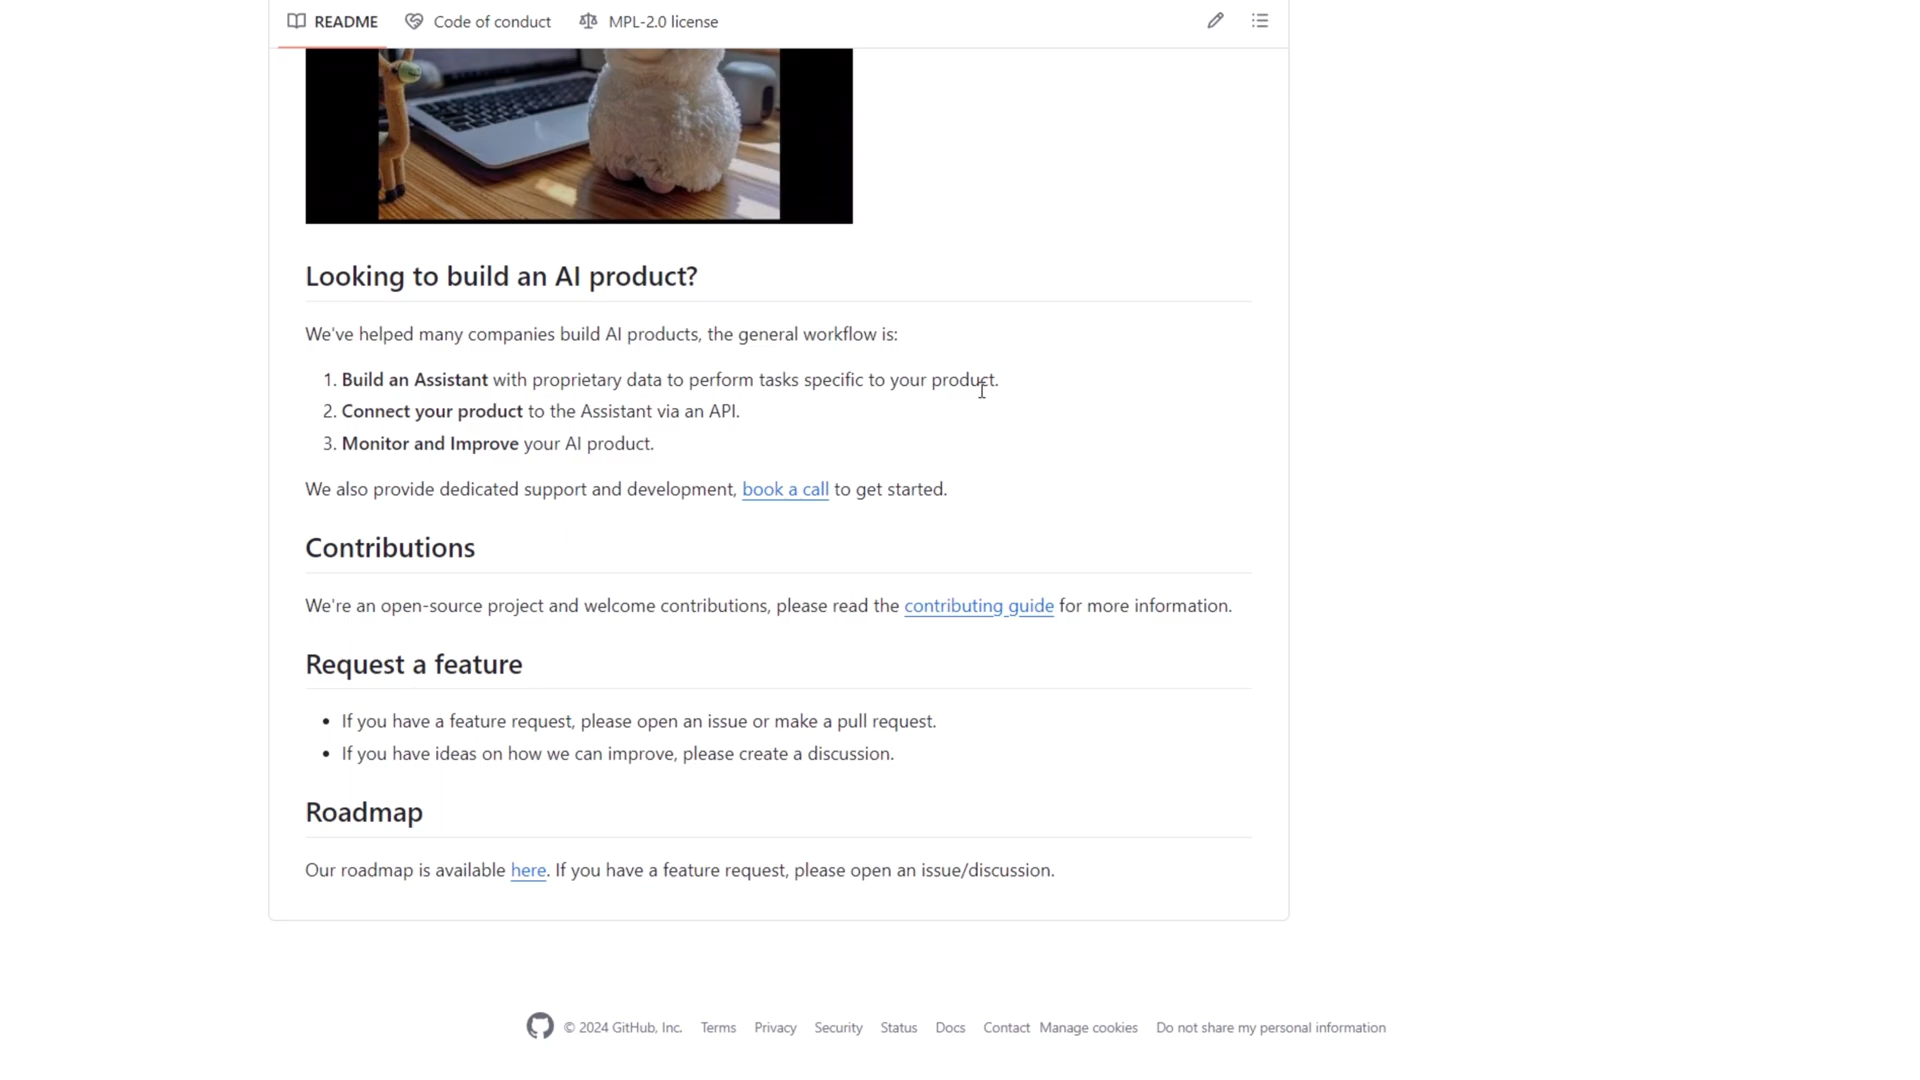 README Code of conduct MPL-2.0 license
Looking to build an AI product?
We've helped many companies build AI products, the general workflow is:
1. Build an Assistant with proprietary data to perform tasks specific to your product.
2. Connect your product to the Assistant via an API.
3. Monitor and Improve your AI product.
We also provide dedicated support and development, book a call to get started.
Contributions
We're an open-source project and welcome contributions, please read the contributing guide for more information.
Request a feature
• If you have a feature request, please open an issue or make a pull request.
• If you have ideas on how we can improve, please create a discussion.
Roadmap
Our roadmap is available here. If you have a feature request, please open an issue/discussion.
© 2024 GitHub, Inc. Terms Privacy Security Status Docs Contact Manage cookies Do not share my personal information